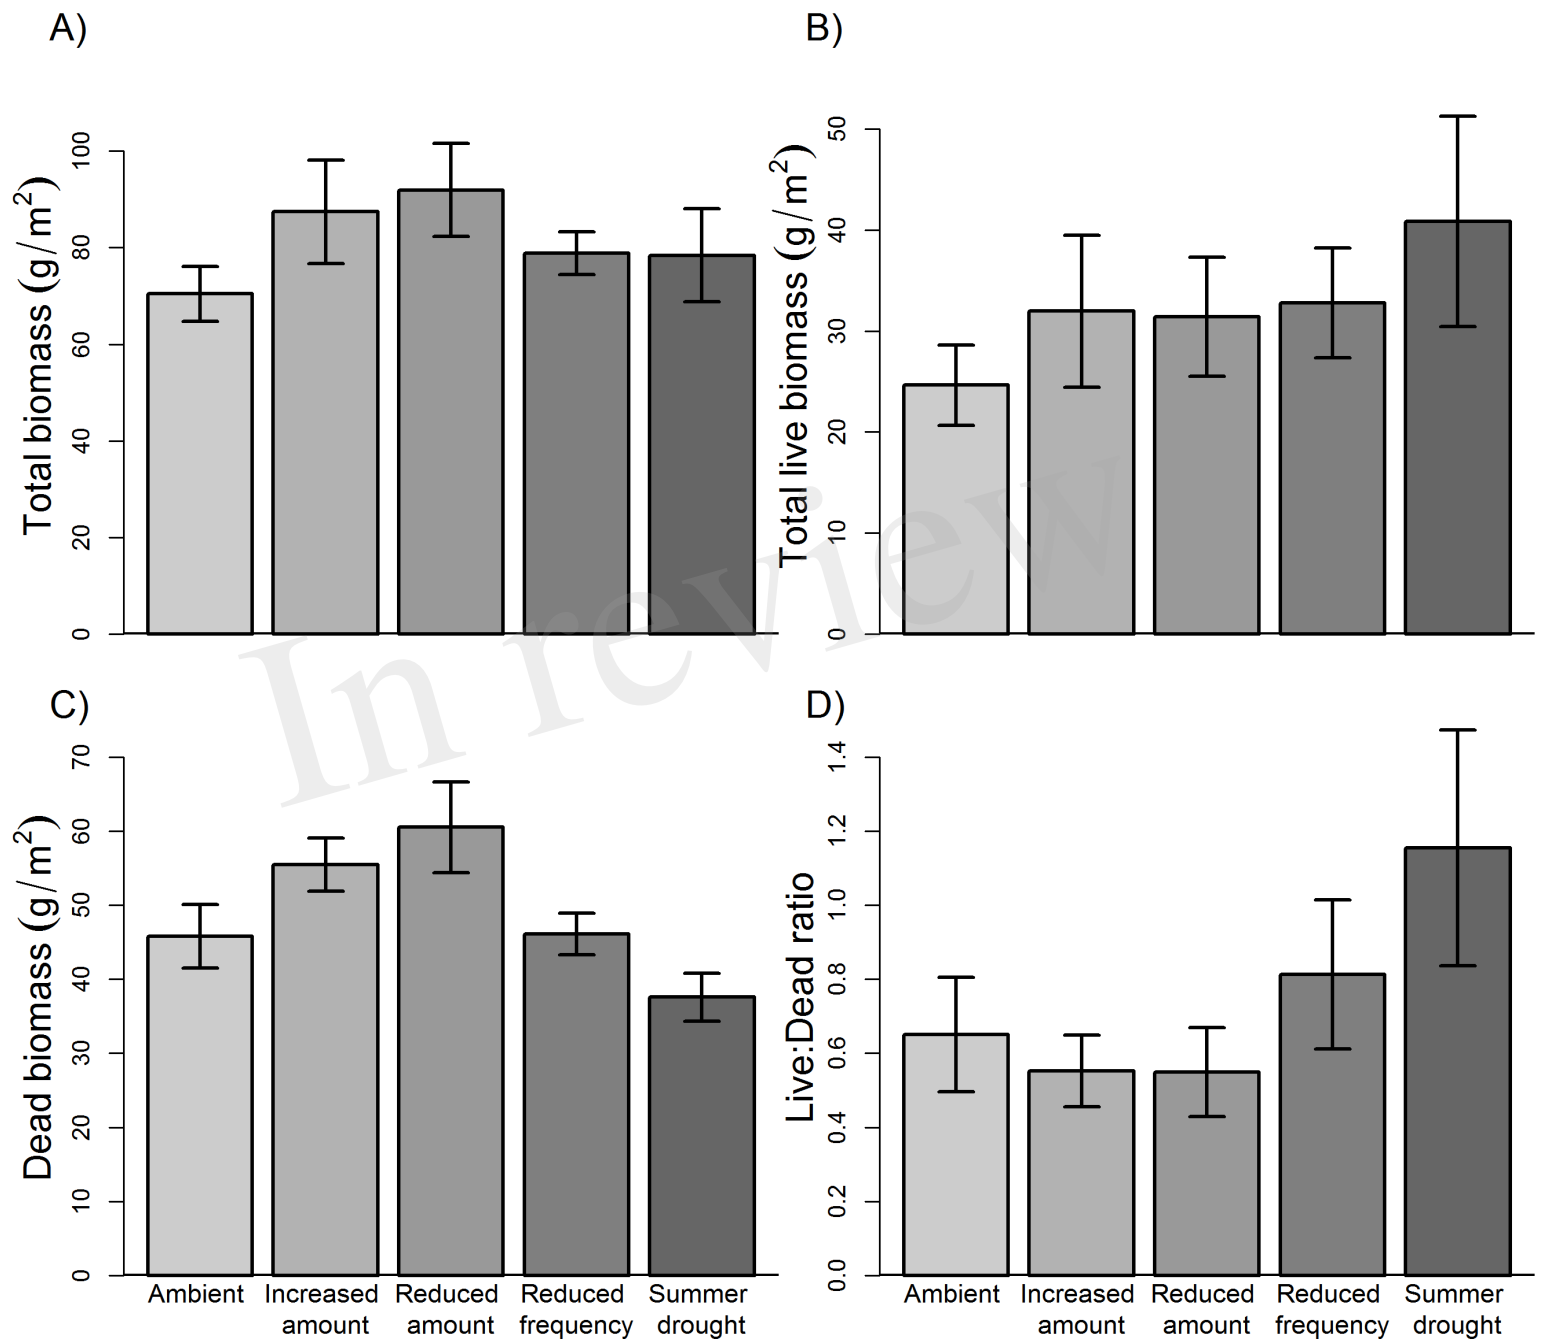 A)
Total biomass (g/m²)
100
80
60
40
20
0
B)
Total live biomass (g/m²)
50
40
30
20
10
0
In review
C)
Dead biomass (g/m²)
70
60
50
40
30
20
10
0
Ambient Increased Reduced Reduced Summer
amount amount frequency drought
D)
Live:Dead ratio
1.4
1.2
1.0
0.8
0.6
0.4
0.2
0.0
Ambient Increased Reduced Reduced Summer
amount amount frequency drought